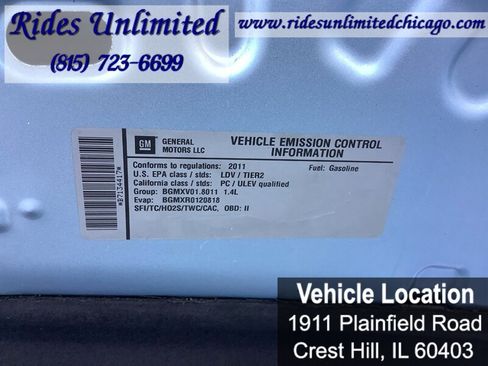 Rides Unlimited
(815) 723-6699
www.ridesunlimitedchicago.com
GM
GENERAL
MOTORS LLC
VEHICLE EMISSION CONTROL
INFORMATION
Conforms to regulations: 2011
Fuel: Gasoline
U.S. EPA class / stds: LDV / TIER2
California class / stds: PC / ULEV qualified
Group: BGMXV01.8011 1.4L
Evap: BGMXR0120818
SFI/TC/HO2S/TWC/CAC, OBD: II
*B7134417*
Vehicle Location
1911 Plainfield Road
Crest Hill, IL 60403